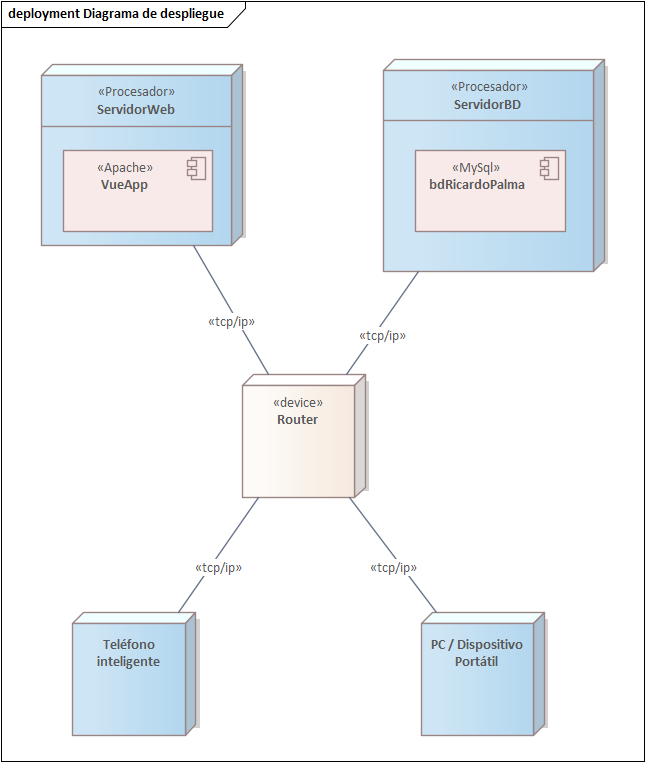 deployment Diagrama de despliegue
«Procesador»
ServidorWeb
«Apache»
VueApp
«Procesador»
ServidorBD
«MySql»
bdRicardoPalma
«tcp/ip»
«tcp/ip»
«device»
Router
«tcp/ip»
«tcp/ip»
Teléfono
inteligente
PC / Dispositivo
Portátil